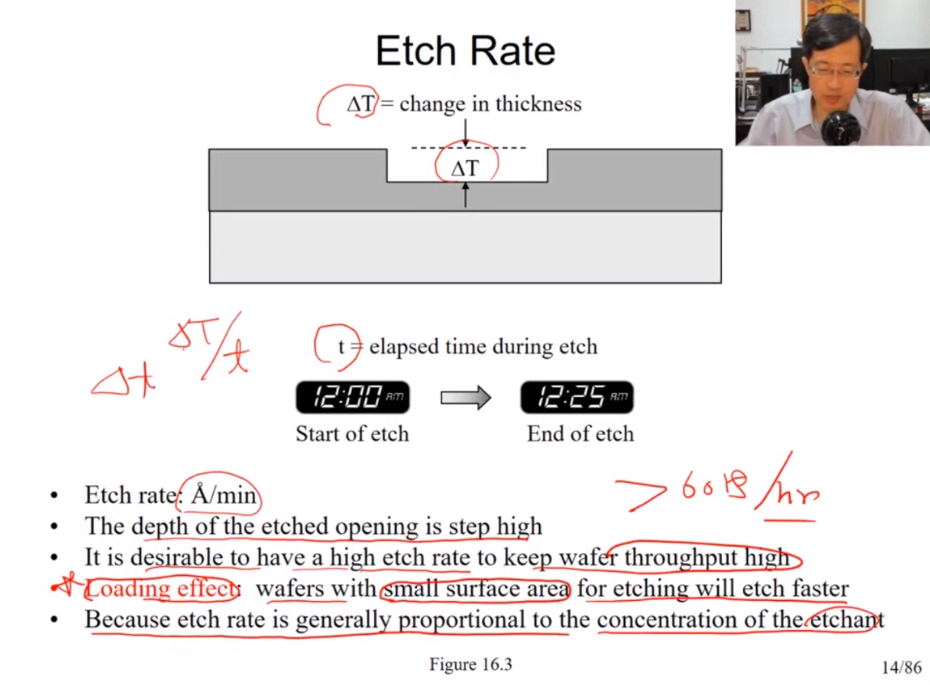 Etch Rate
ΔT = change in thickness
ΔT
ΔT/t
Δt
t = elapsed time during etch
12:00 AM
12:25 AM
Start of etch
End of etch
>60
/hr
• Etch rate: Å/min
• The depth of the etched opening is step high
• It is desirable to have a high etch rate to keep wafer throughput high
• Loading effect: wafers with small surface area for etching will etch faster
• Because etch rate is generally proportional to the concentration of the etchant
Figure 16.3
14/86